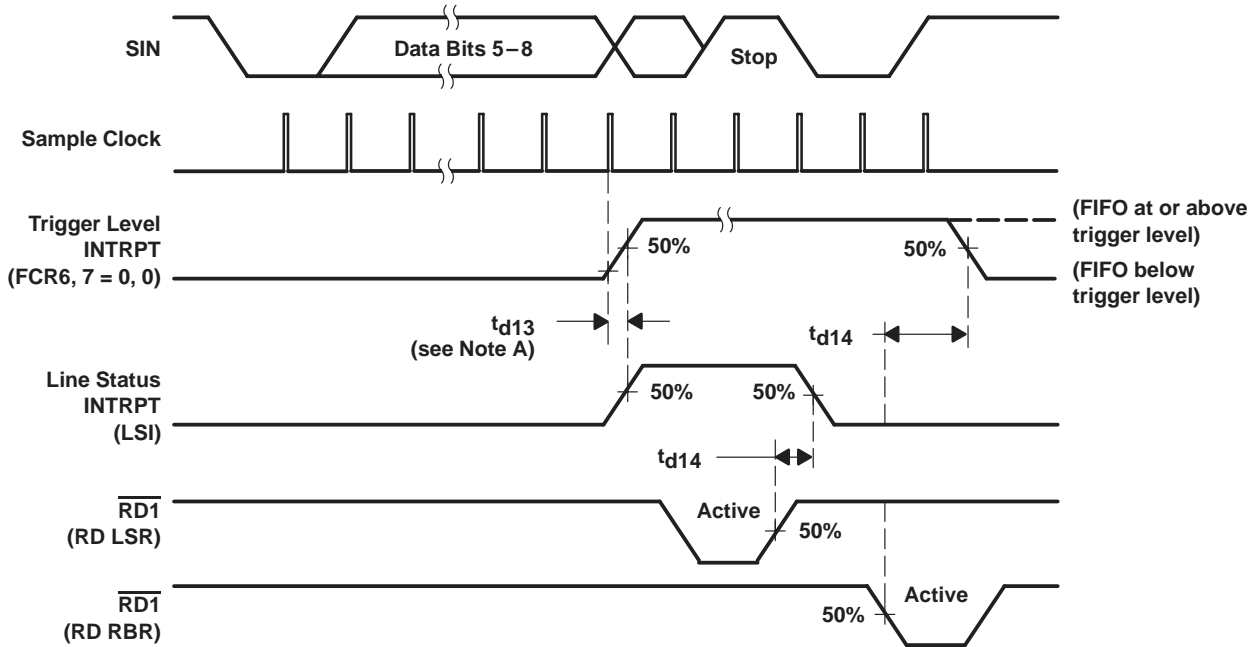 SIN
Data Bits 5–8
Stop
Sample Clock
Trigger Level
INTRPT
(FCR6, 7 = 0, 0)
50%
50%
(FIFO at or above
trigger level)
(FIFO below
trigger level)
td13
(see Note A)
td14
Line Status
INTRPT
(LSI)
50%
50%
td14
RD1
(RD LSR)
Active
50%
RD1
(RD RBR)
50%
Active